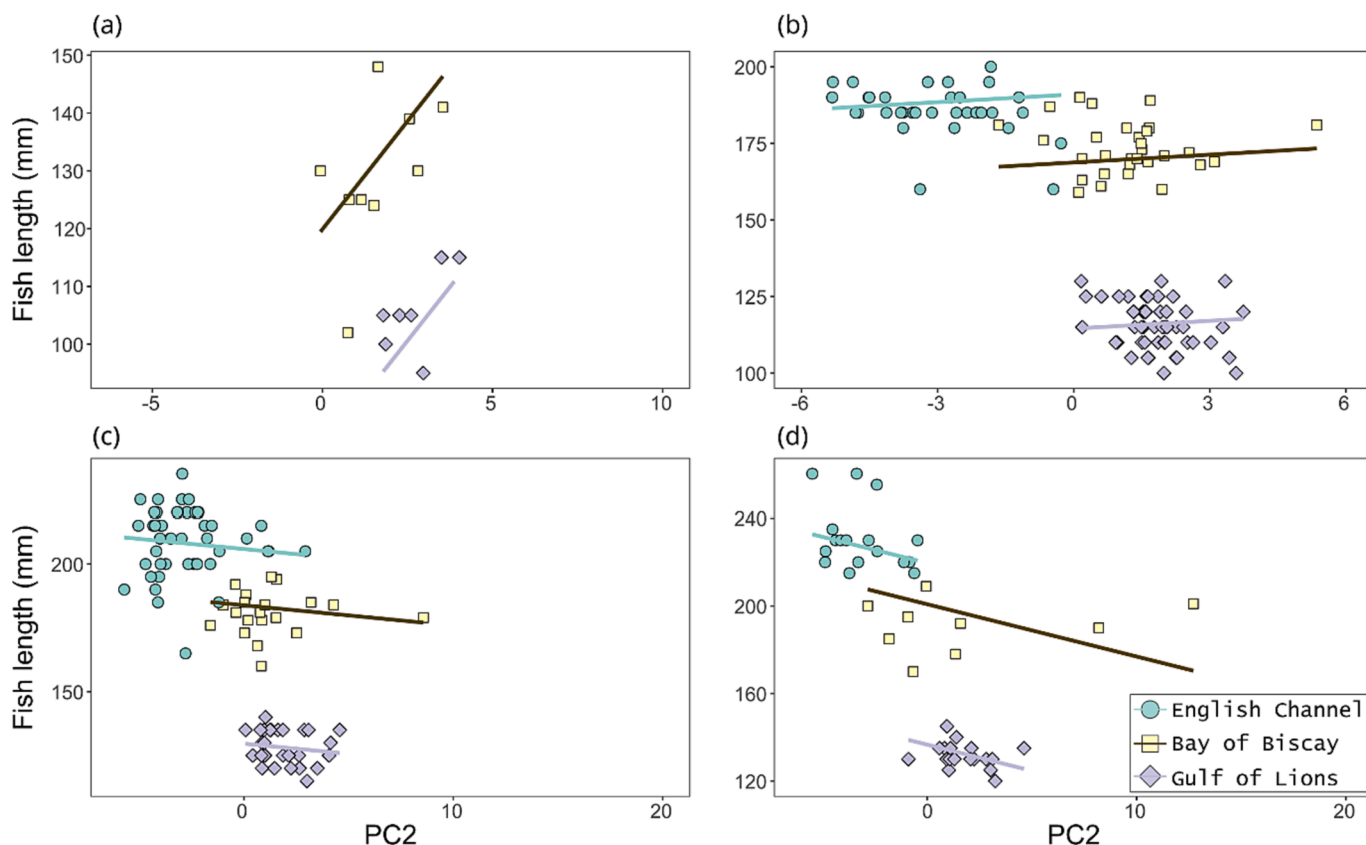 (a)
(b)
Fish length (mm)
150
140
130
120
110
100
-5
0
5
10
200
175
150
125
100
-6
-3
0
3
6
(c)
(d)
Fish length (mm)
200
150
0
10
20
PC2
240
200
160
120
0
10
20
PC2
English Channel
Bay of Biscay
Gulf of Lions